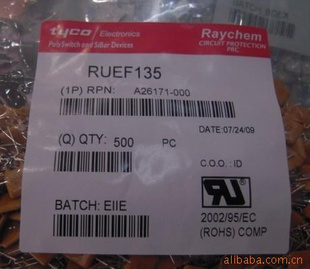 tyco Electronics
PolySwitch and SiBar Devices
Raychem
CIRCUIT PROTECTION
PRC
RUEF135
(1P) RPN: A26171-000
DATE:07/24/09
(Q) QTY: 500 PC
C.O.O. : ID
BATCH: EIIE
2002/95/EC
(ROHS) COMP
alibaba.com.cn